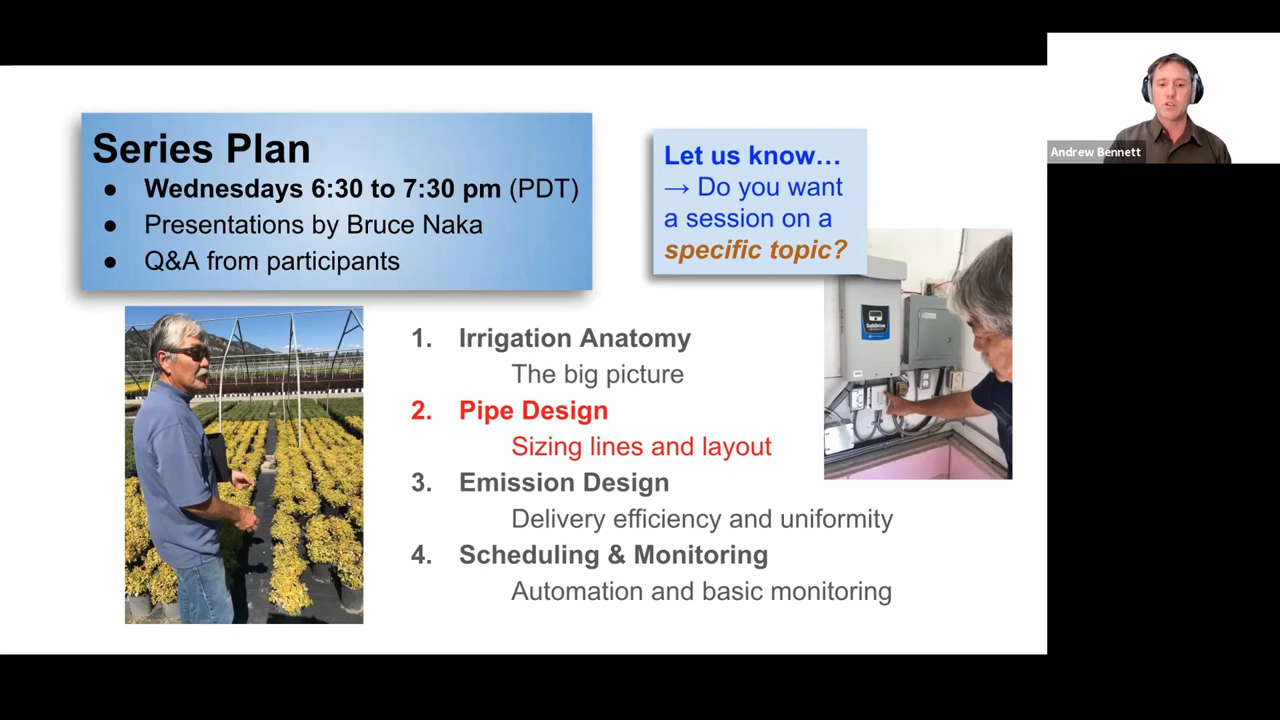 Series Plan
● Wednesdays 6:30 to 7:30 pm (PDT)
● Presentations by Bruce Naka
● Q&A from participants
Let us know…
→ Do you want
a session on a
specific topic?
SubDrive
1. Irrigation Anatomy
The big picture
2. Pipe Design
Sizing lines and layout
3. Emission Design
Delivery efficiency and uniformity
4. Scheduling & Monitoring
Automation and basic monitoring
Andrew Bennett